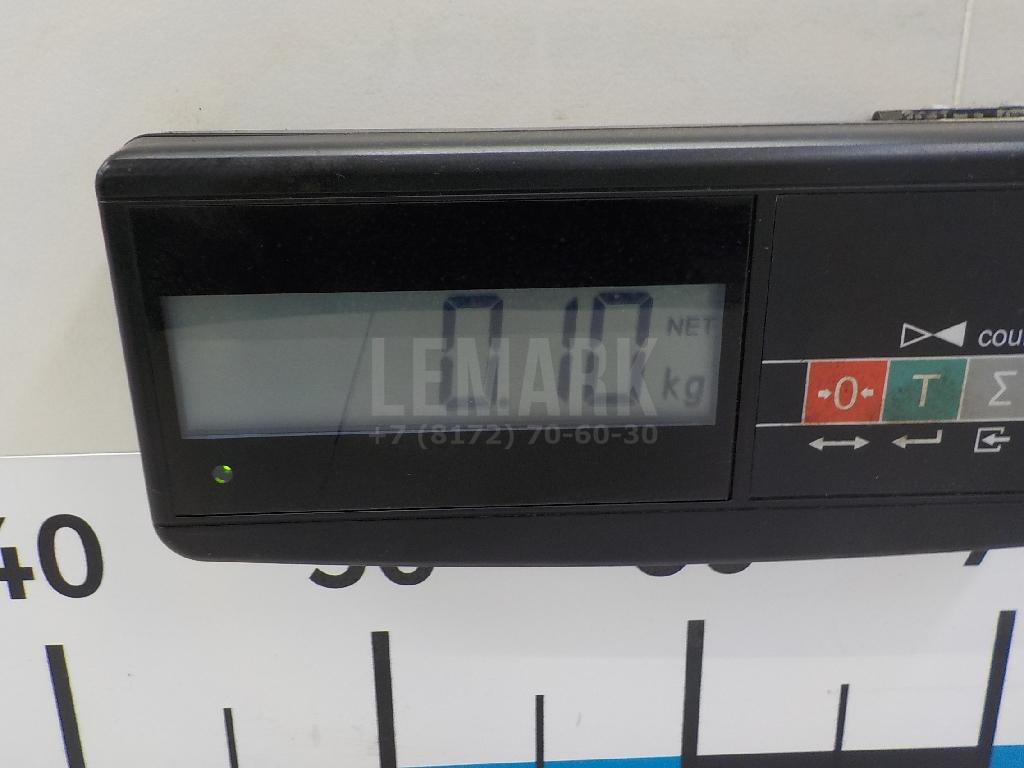 0.10
NET
kg
LEMARK
+7 (8172) 70-60-30
→0← T Σ
40